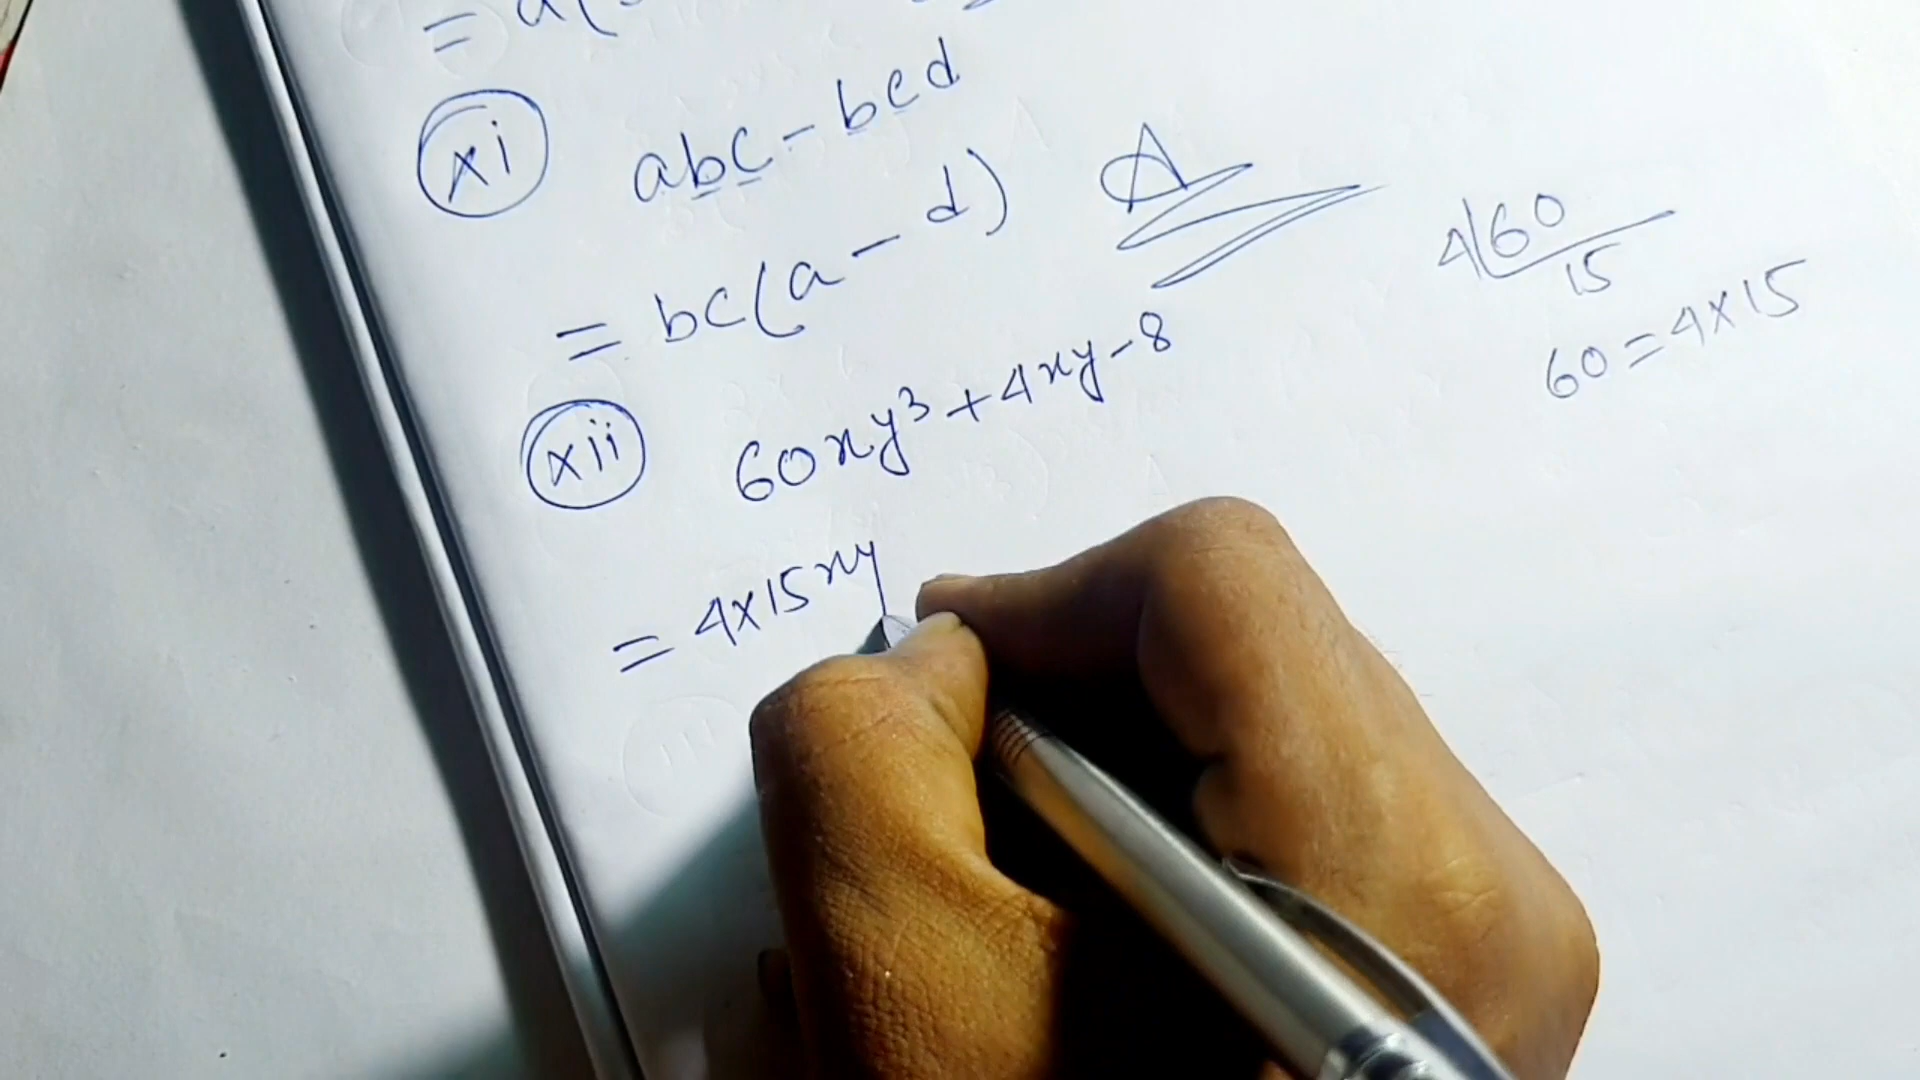 = a(
xi abc-bcd
= bc(a-d) A
4 60
15
60=4×15
xii 60xy³+4xy-8
= 4×15xy